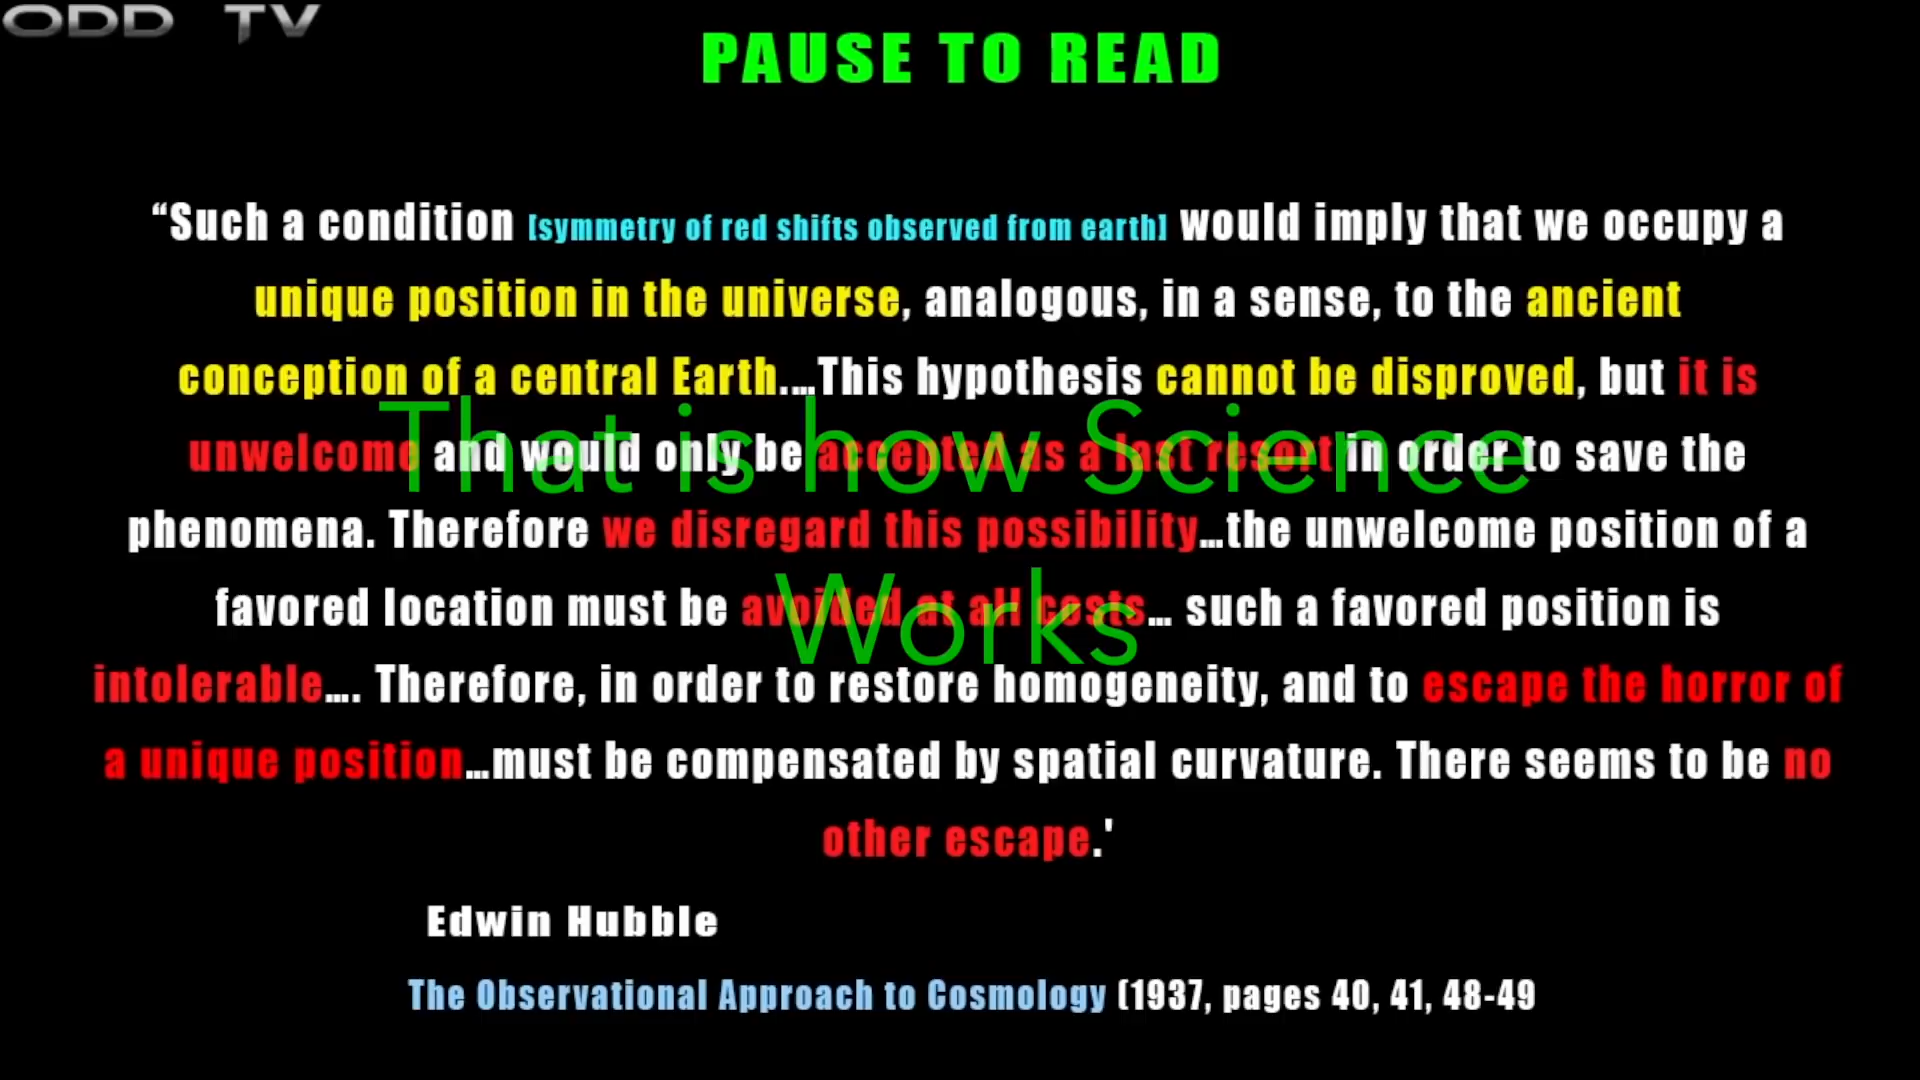 ODD TV
PAUSE TO READ
“Such a condition [symmetry of red shifts observed from earth] would imply that we occupy a
unique position in the universe, analogous, in a sense, to the ancient
conception of a central Earth....This hypothesis cannot be disproved, but it is
unwelcome and would only be accepted as a last resort in order to save the
phenomena. Therefore we disregard this possibility...the unwelcome position of a
favored location must be avoided at all costs... such a favored position is
intolerable.... Therefore, in order to restore homogeneity, and to escape the horror of
a unique position...must be compensated by spatial curvature. There seems to be no
other escape.'
That is how Science
Works
Edwin Hubble
The Observational Approach to Cosmology (1937, pages 40, 41, 48-49